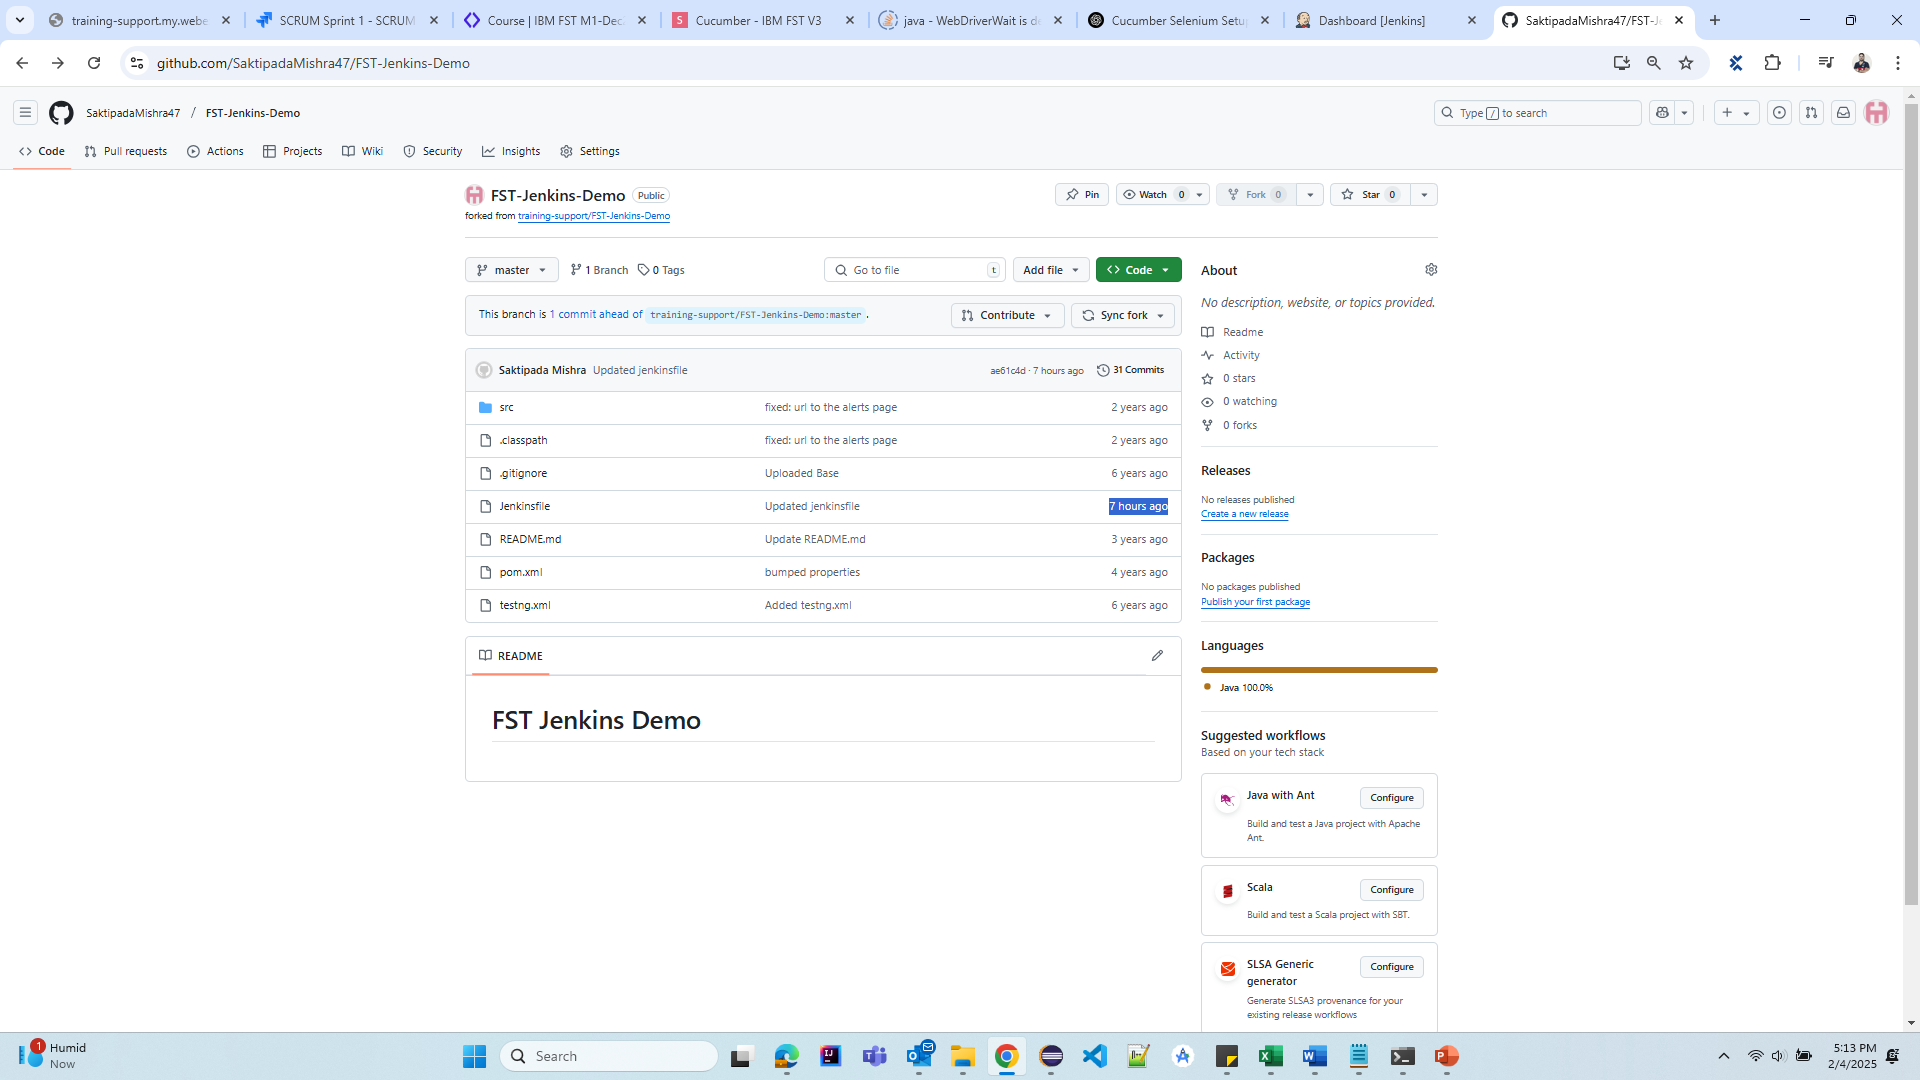 training-support.my.webe
SCRUM Sprint 1 - SCRUM
Course | IBM FST M1-Dec
Cucumber - IBM FST V3
java - WebDriverWait is de
Cucumber Selenium Setup
Dashboard [Jenkins]
SaktipadaMishra47/FST-Je
github.com/SaktipadaMishra47/FST-Jenkins-Demo
SaktipadaMishra47 / FST-Jenkins-Demo
Type / to search
Code
Pull requests
Actions
Projects
Wiki
Security
Insights
Settings
FST-Jenkins-Demo Public
forked from training-support/FST-Jenkins-Demo
Pin
Watch 0
Fork 0
Star 0
master
1 Branch
0 Tags
Go to file t
Add file
Code
This branch is 1 commit ahead of training-support/FST-Jenkins-Demo:master .
Contribute
Sync fork
Saktipada Mishra Updated jenkinsfile ae61c4d · 7 hours ago 31 Commits
src fixed: url to the alerts page 2 years ago
.classpath fixed: url to the alerts page 2 years ago
.gitignore Uploaded Base 6 years ago
Jenkinsfile Updated jenkinsfile 7 hours ago
README.md Update README.md 3 years ago
pom.xml bumped properties 4 years ago
testng.xml Added testng.xml 6 years ago
README
FST Jenkins Demo
About
No description, website, or topics provided.
Readme
Activity
0 stars
0 watching
0 forks
Releases
No releases published
Create a new release
Packages
No packages published
Publish your first package
Languages
Java 100.0%
Suggested workflows
Based on your tech stack
Java with Ant
Configure
Build and test a Java project with Apache
Ant.
Scala
Configure
Build and test a Scala project with SBT.
SLSA Generic
generator
Configure
Generate SLSA3 provenance for your
existing release workflows
1
Humid
Now
Search
5:13 PM
2/4/2025